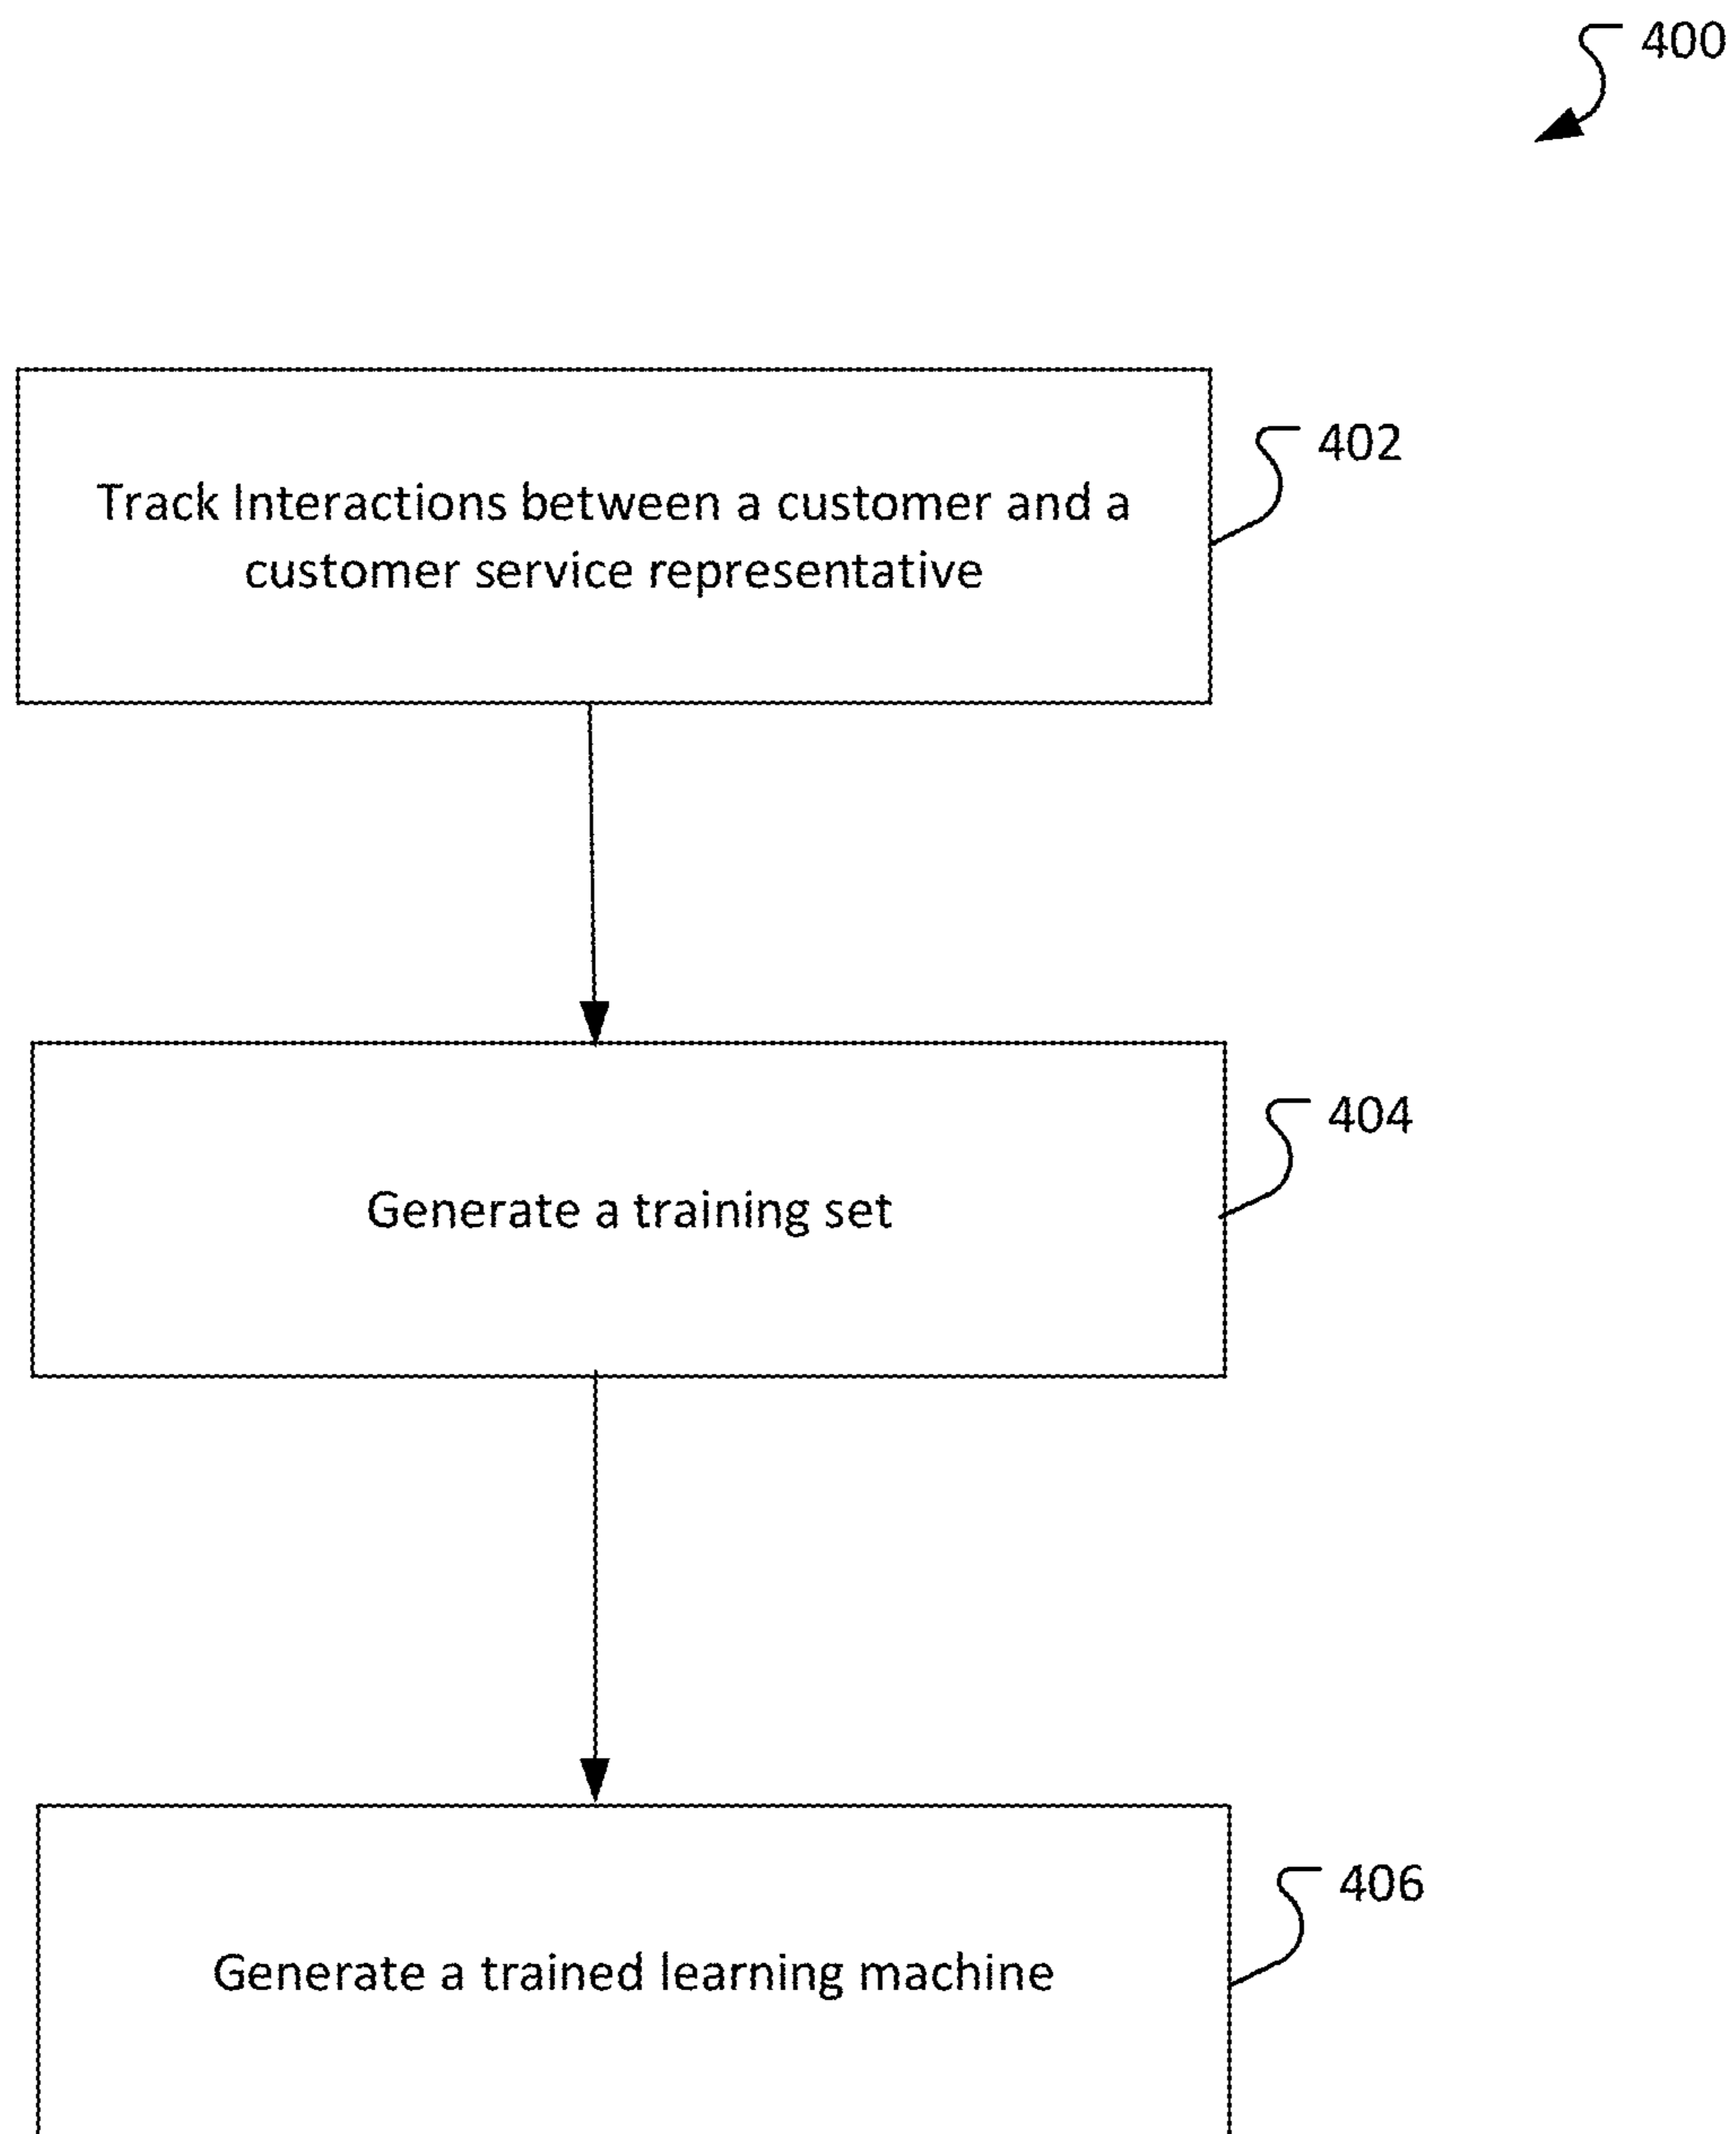 400
402
Track Interactions between a customer and a
customer service representative
404
Generate a training set
406
Generate a trained learning machine